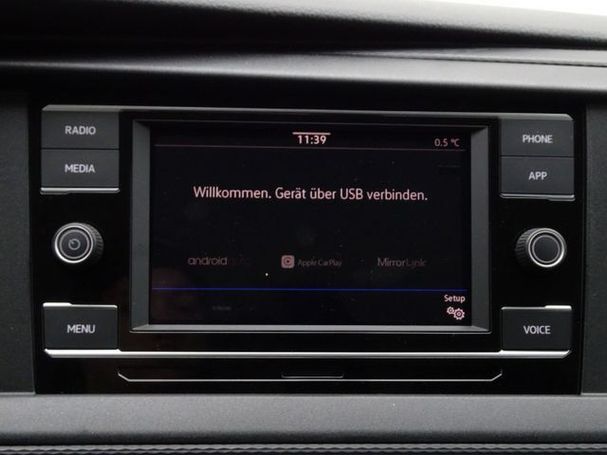 RADIO
MEDIA
MENU
11:39
0.5 °C
Willkommen. Gerät über USB verbinden.
android auto
Apple CarPlay
MirrorLink
Setup
PHONE
APP
VOICE